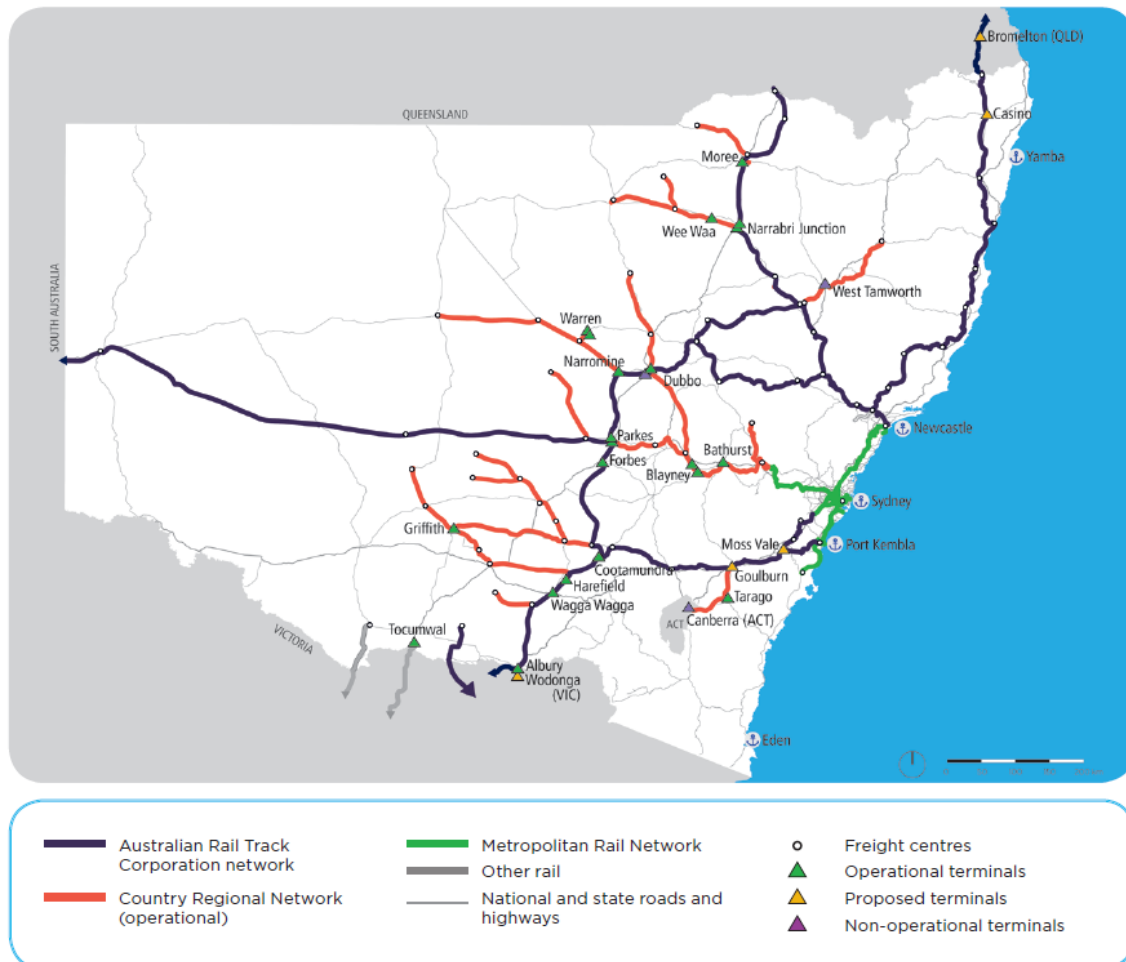 Bromelton (QLD)
QUEENSLAND
Casino
Yamba
Moree
Wee Waa
Narrabri Junction
West Tamworth
SOUTH AUSTRALIA
Warren
Narromine
Dubbo
Newcastle
Parkes
Forbes
Bathurst
Blayney
Sydney
Griffith
Moss Vale
Port Kembla
Cootamundra
Goulburn
Harefield
Wagga Wagga
Tarago
ACT
Canberra (ACT)
VICTORIA
Tocumwal
Albury
Wodonga
(VIC)
Eden
Australian Rail Track
Corporation network
Country Regional Network
(operational)
Metropolitan Rail Network
Other rail
National and state roads and
highways
Freight centres
Operational terminals
Proposed terminals
Non-operational terminals